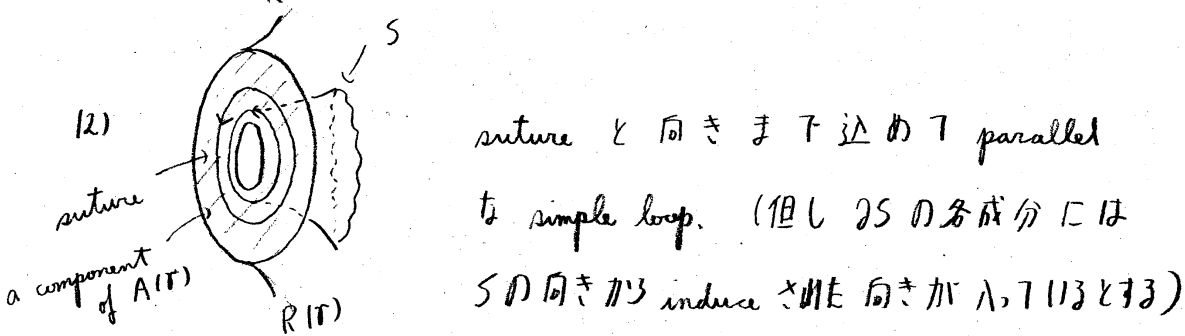 S
(2)
suture
a component
of A(γ)
R(γ)
suture と 向きまで込めて parallel
な simple loop. (但し ∂S の各成分には
Sの向きから induce された向きが入っているとする)